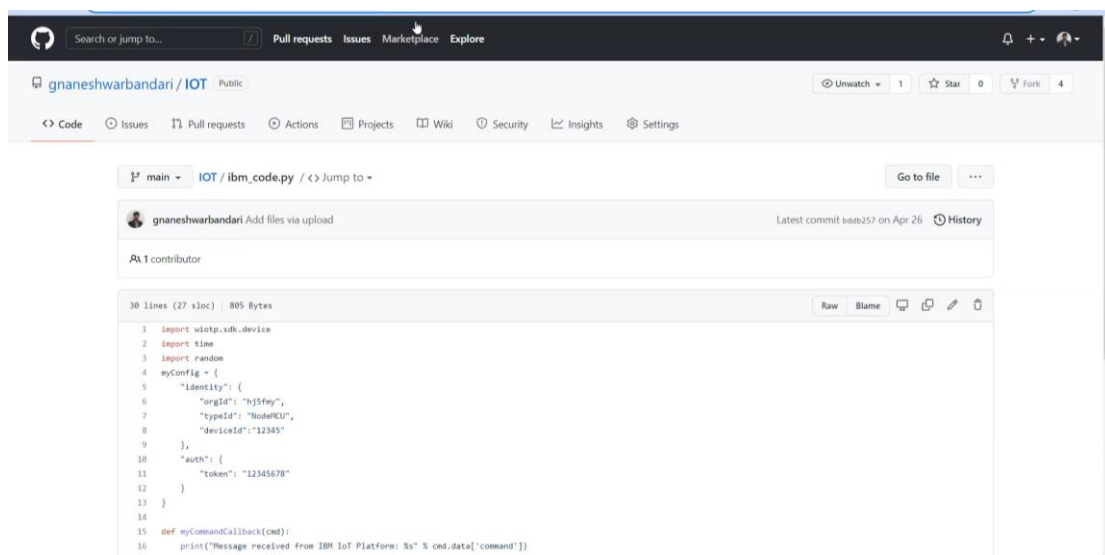 Search or jump to... / Pull requests Issues Marketplace Explore
gnaneshwarbandari / IOT Public Unwatch 1 Star 0 Fork 4
<> Code Issues Pull requests Actions Projects Wiki Security Insights Settings
main IOT / ibm_code.py / <> Jump to Go to file ...
gnaneshwarbandari Add files via upload Latest commit bddb257 on Apr 26 History
1 contributor
30 lines (27 sloc) 805 Bytes Raw Blame
1 import wiotp.sdk.device
2 import time
3 import random
4 myConfig = {
5 "identity": {
6 "orgId": "hj5fmy",
7 "typeId": "NodeMCU",
8 "deviceId":"12345"
9 },
10 "auth": {
11 "token": "12345678"
12 }
13 }
14
15 def myCommandCallback(cmd):
16 print("Message received from IBM IoT Platform: %s" % cmd.data['command'])